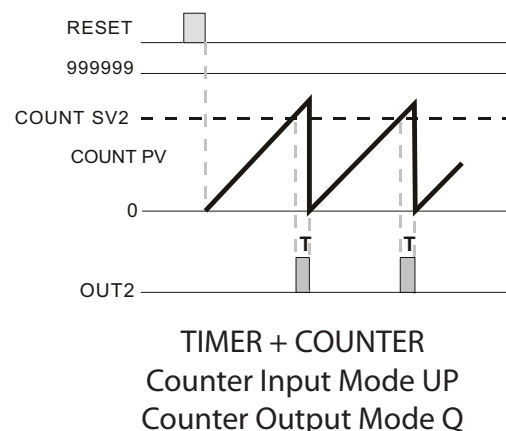 RESET
999999
COUNT SV2
COUNT PV
0
T T
OUT2
TIMER + COUNTER
Counter Input Mode UP
Counter Output Mode Q